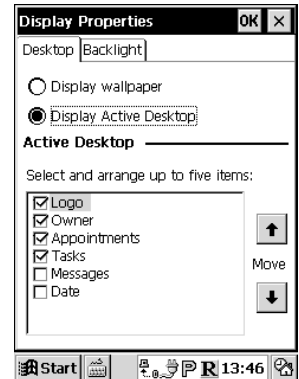 Display Properties OK
Desktop Backlight
Display wallpaper
Display Active Desktop
Active Desktop
Select and arrange up to five items:
Logo
Owner
Appointments
Tasks
Messages
Date
Move
Start P R 13:46